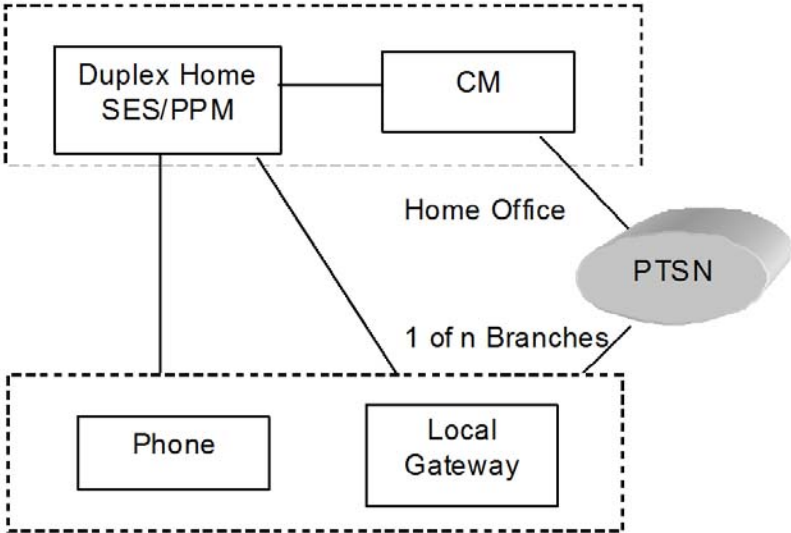 Duplex Home
SES/PPM
CM
Home Office
PTSN
1 of n Branches
Phone
Local
Gateway